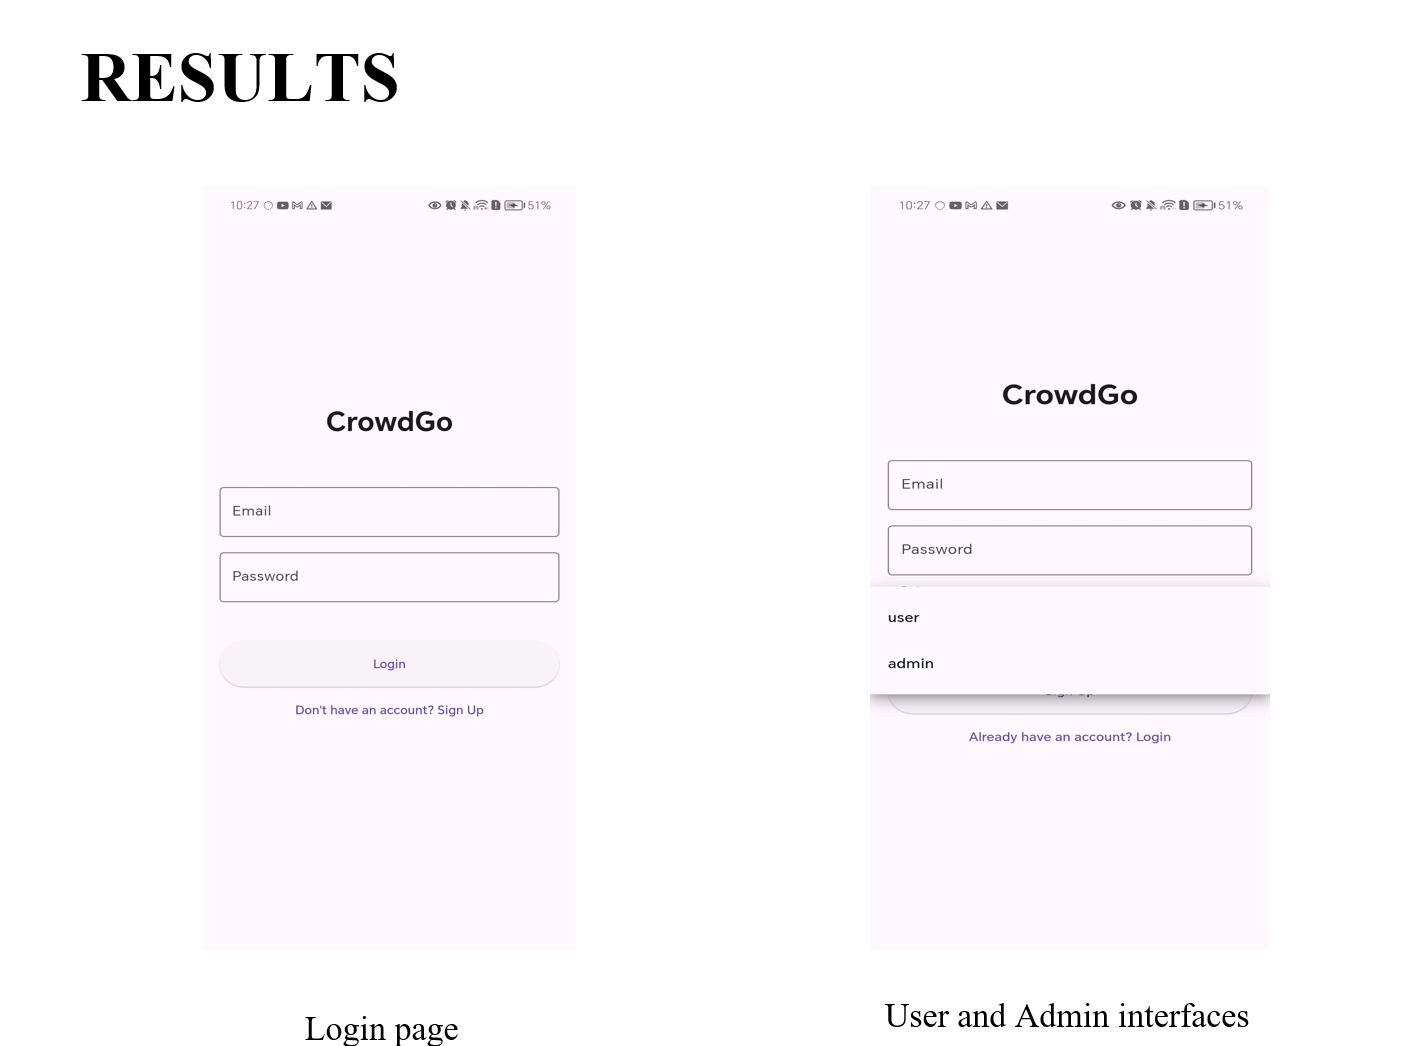 RESULTS
10:27
51%
CrowdGo
Email
Password
Login
Don't have an account? Sign Up
Login page
10:27
51%
CrowdGo
Email
Password
user
admin
Already have an account? Login
User and Admin interfaces